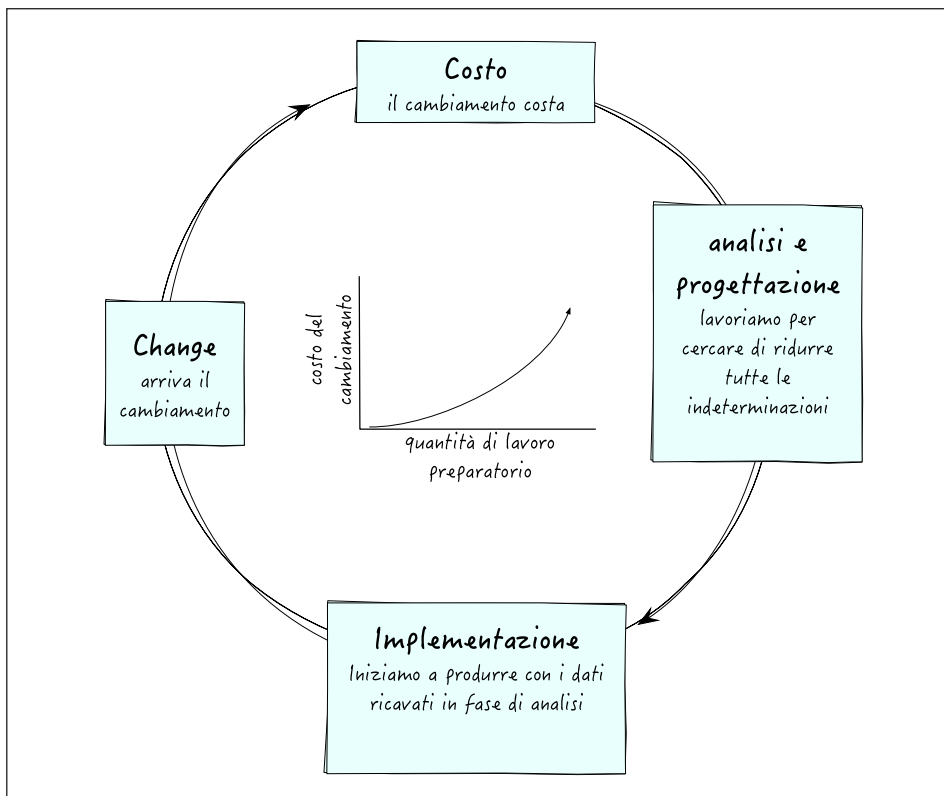 Costo
il cambiamento costa
analisi e
progettazione
lavoriamo per
cercare di ridurre
tutte le
indeterminazioni
Change
arriva il
cambiamento
costo del
cambiamento
quantità di lavoro
preparatorio
Implementazione
Iniziamo a produrre con i dati
ricavati in fase di analisi